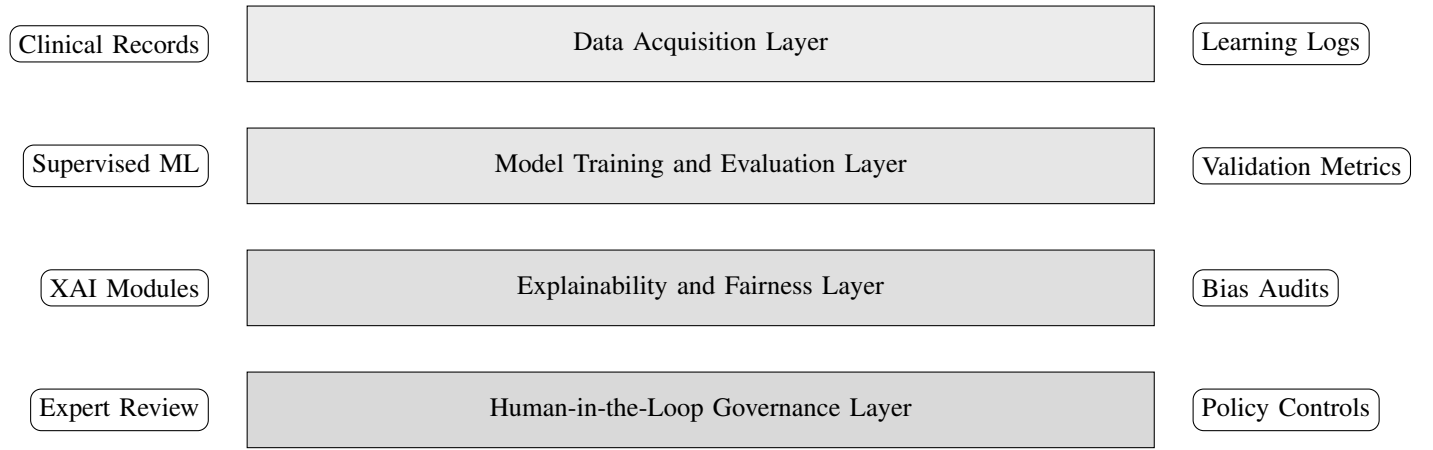 Clinical Records
Data Acquisition Layer
Learning Logs
Supervised ML
Model Training and Evaluation Layer
Validation Metrics
XAI Modules
Explainability and Fairness Layer
Bias Audits
Expert Review
Human-in-the-Loop Governance Layer
Policy Controls